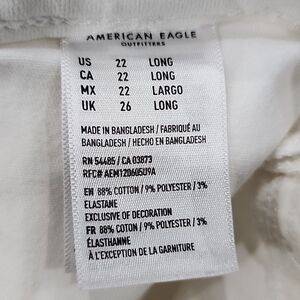 AMERICAN EAGLE
OUTFITTERS
US 22 LONG
CA 22 LONG
MX 22 LARGO
UK 26 LONG
MADE IN BANGLADESH / FABRIQUÉ AU
BANGLADESH / HECHO EN BANGLADESH
RN 54485 / CA 03873
RFC# AEM120605U9A
EN 88% COTTON / 9% POLYESTER / 3%
ELASTANE
EXCLUSIVE OF DECORATION
FR 88% COTON / 9% POLYESTER / 3%
ÉLASTHANNE
À L'EXCEPTION DE LA GARNITURE